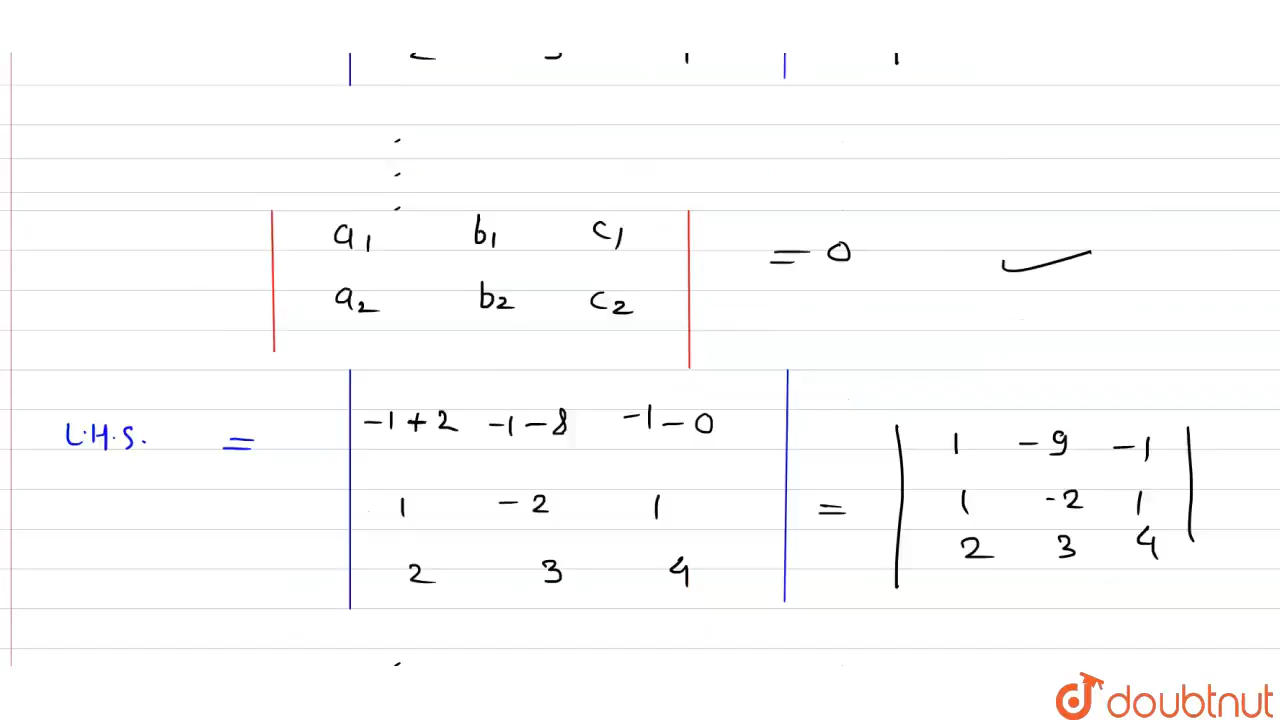 a1 b1 c1
= 0 ✓
a2 b2 c2
L.H.S. =
-1+2 -1-8 -1-0
1 -2 1
2 3 4
=
1 -9 -1
1 -2 1
2 3 4
doubtnut